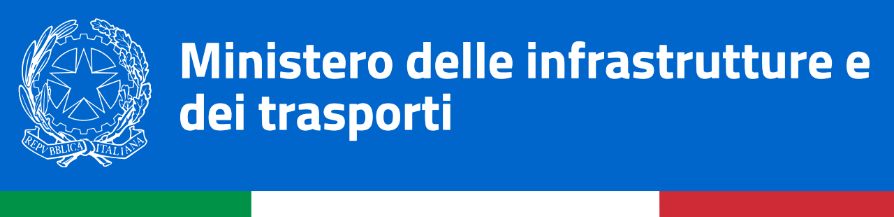 Ministero delle infrastrutture e
dei trasporti
REPVBBLICA ITALIANA